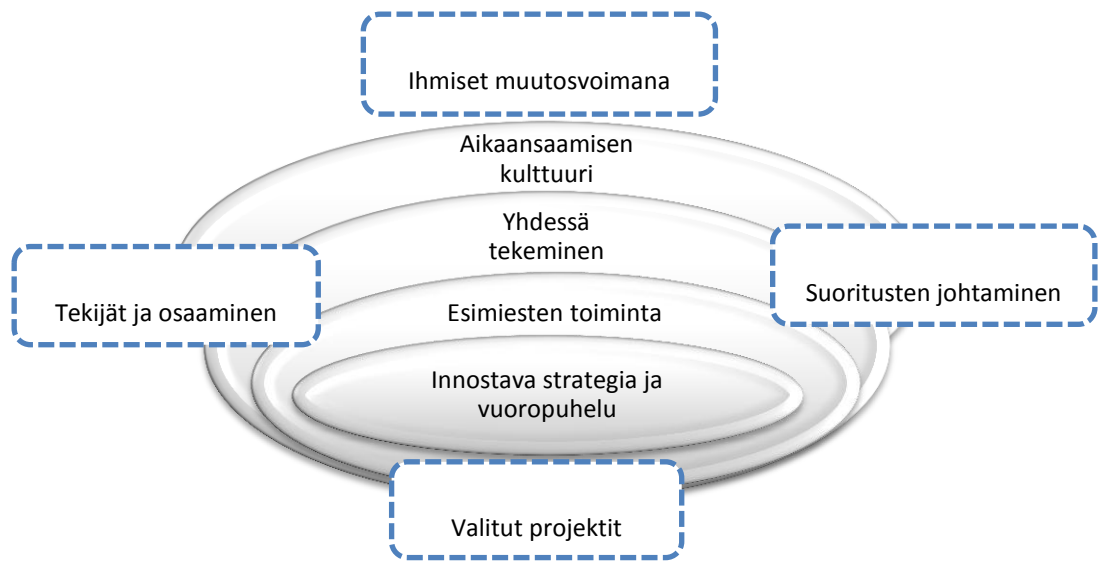 Ihmiset muutosvoimana
Aikaansaamisen
kulttuuri
Yhdessä
tekeminen
Tekijät ja osaaminen
Esimiesten toiminta
Suoritusten johtaminen
Innostava strategia ja
vuoropuhelu
Valitut projektit